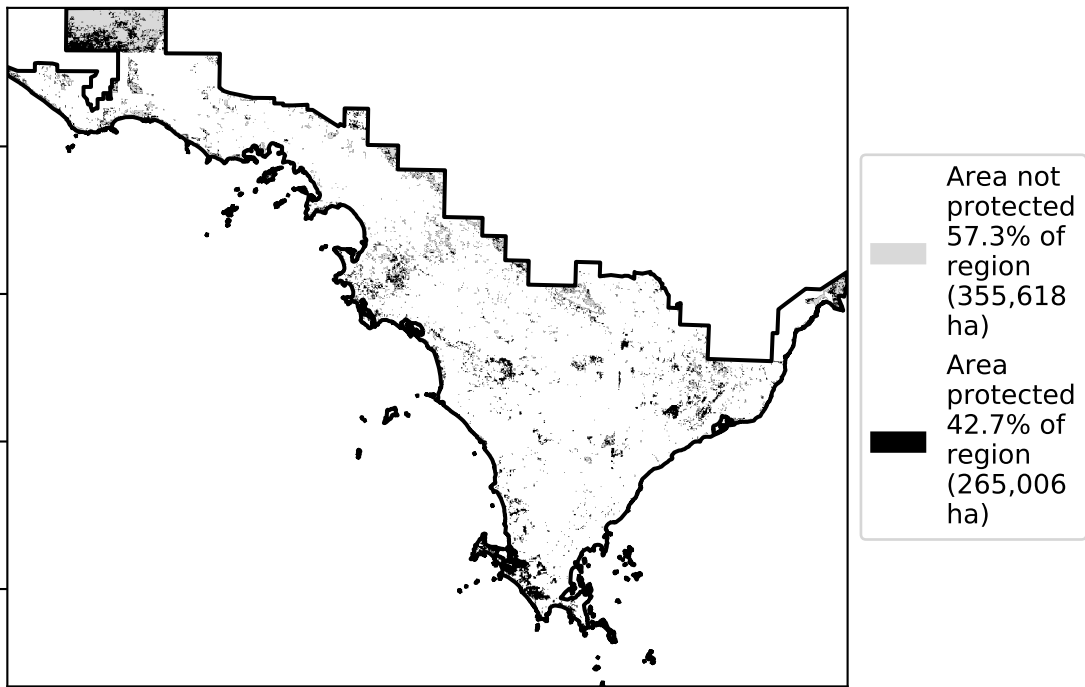 Area not
protected
57.3% of
region
(355,618
ha)
Area
protected
42.7% of
region
(265,006
ha)